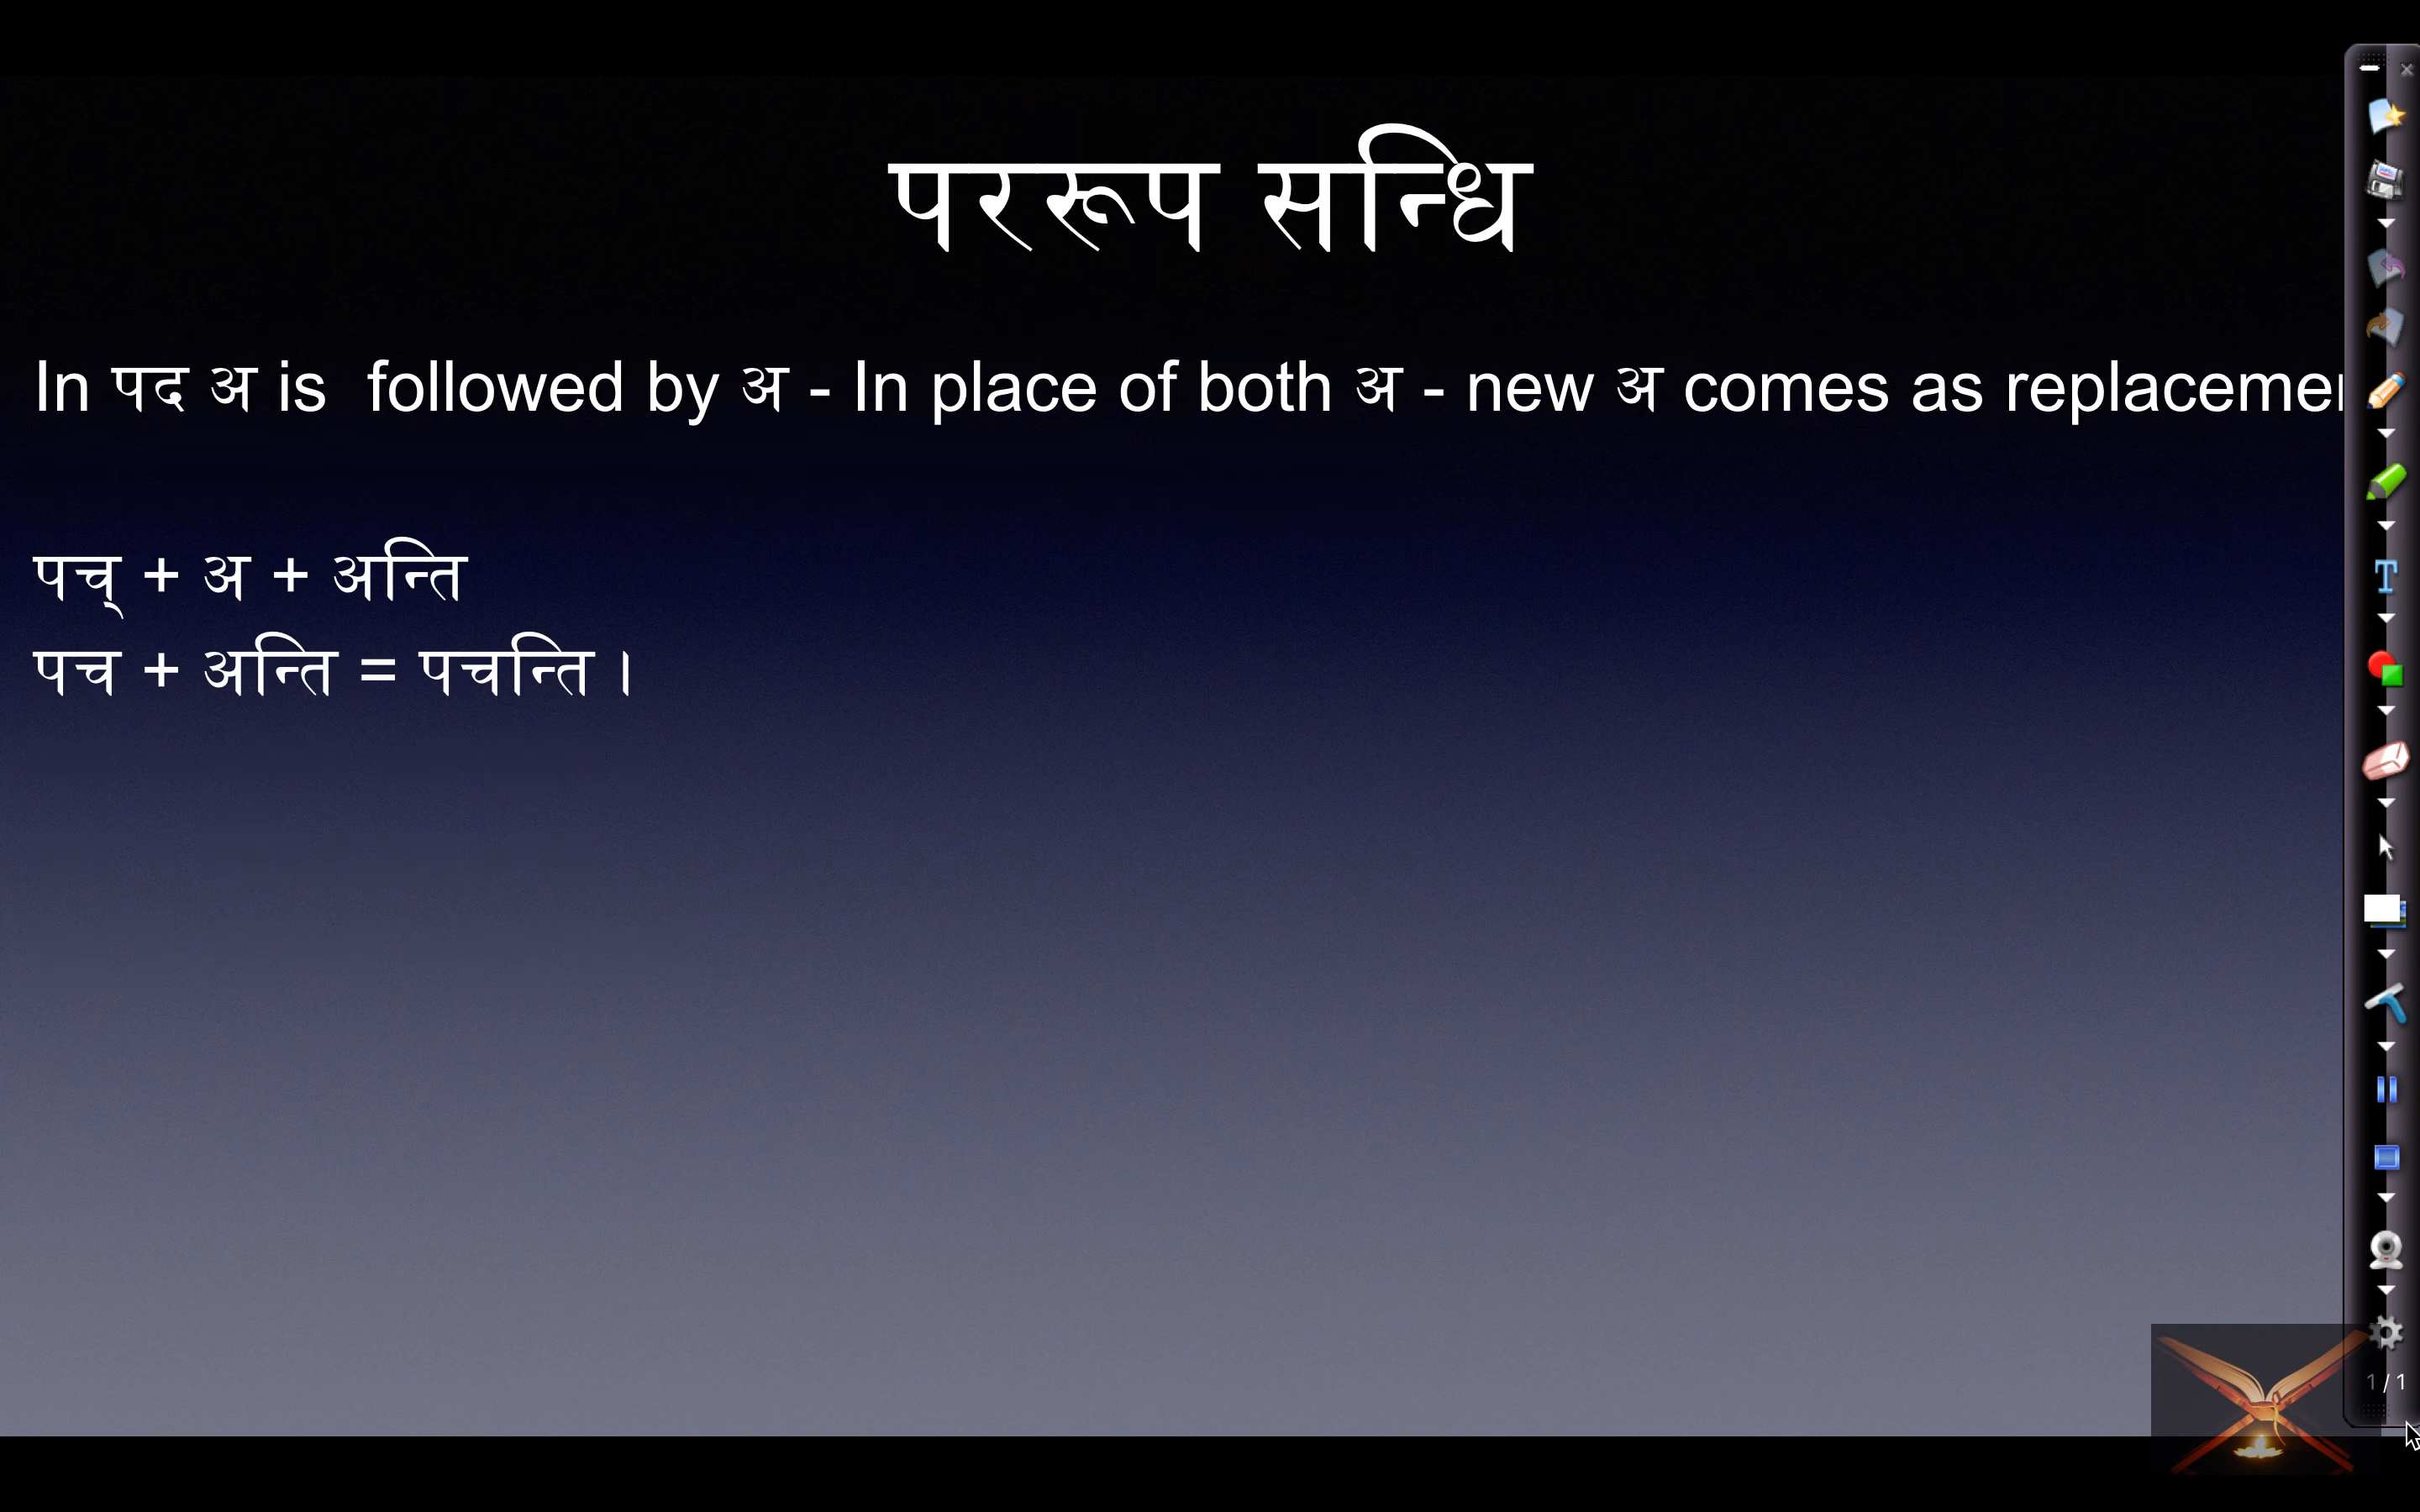 पररूप सन्धि
In पद अ is followed by अ - In place of both अ - new अ comes as
पच् + अ + अन्ति
पच + अन्ति = पचन्ति ।
1 / 1